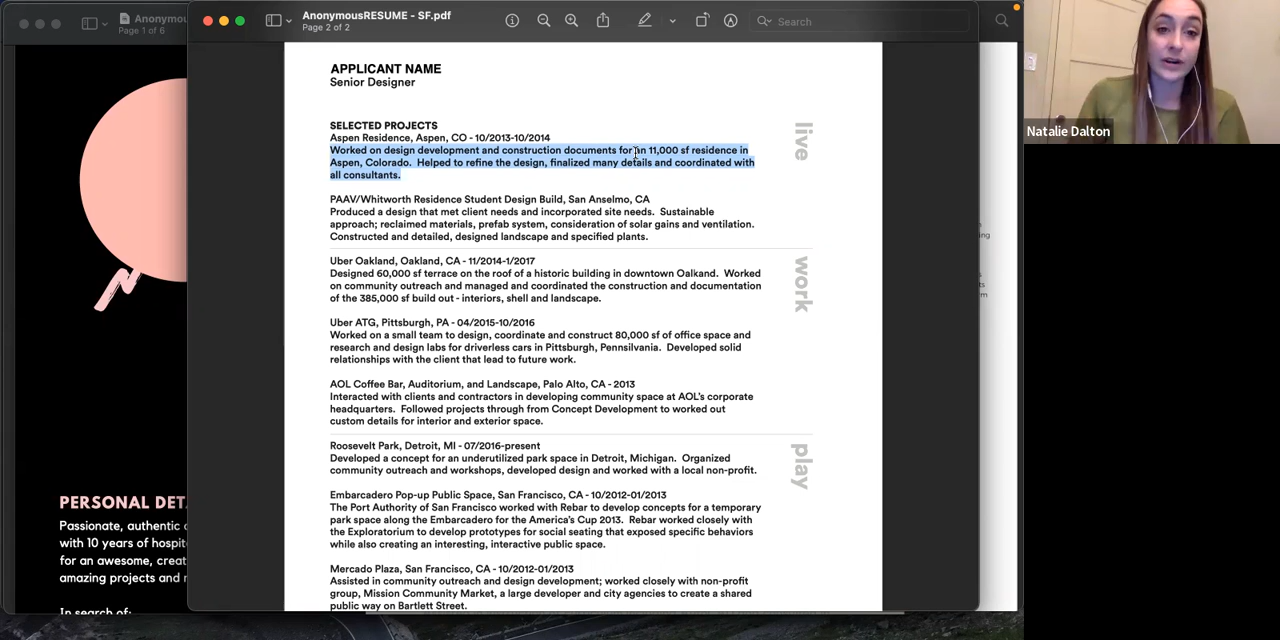 Anonymou
Page 1 of 6
AnonymousRESUME - SF.pdf
Page 2 of 2
Search
Natalie Dalton
APPLICANT NAME
Senior Designer
SELECTED PROJECTS
Aspen Residence, Aspen, CO - 10/2013-10/2014
Worked on design development and construction documents for an 11,000 sf residence in
Aspen, Colorado. Helped to refine the design, finalized many details and coordinated with
all consultants.
PAAV/Whitworth Residence Student Design Build, San Anselmo, CA
Produced a design that met client needs and incorporated site needs. Sustainable
approach; reclaimed materials, prefab system, consideration of solar gains and ventilation.
Constructed and detailed, designed landscape and specified plants.
live
Uber Oakland, Oakland, CA - 11/2014-1/2017
Designed 60,000 sf terrace on the roof of a historic building in downtown Oalkand. Worked
on community outreach and managed and coordinated the construction and documentation
of the 385,000 sf build out - interiors, shell and landscape.
Uber ATG, Pittsburgh, PA - 04/2015-10/2016
Worked on a small team to design, coordinate and construct 80,000 sf of office space and
research and design labs for driverless cars in Pittsburgh, Pennsilvania. Developed solid
relationships with the client that lead to future work.
AOL Coffee Bar, Auditorium, and Landscape, Palo Alto, CA - 2013
Interacted with clients and contractors in developing community space at AOL's corporate
headquarters. Followed projects through from Concept Development to worked out
custom details for interior and exterior space.
work
Roosevelt Park, Detroit, MI - 07/2016-present
Developed a concept for an underutilized park space in Detroit, Michigan. Organized
community outreach and workshops, developed design and worked with a local non-profit.
Embarcadero Pop-up Public Space, San Francisco, CA - 10/2012-01/2013
The Port Authority of San Francisco worked with Rebar to develop concepts for a temporary
park space along the Embarcadero for the America's Cup 2013. Rebar worked closely with
the Exploratorium to develop prototypes for social seating that exposed specific behaviors
while also creating an interesting, interactive public space.
Mercado Plaza, San Francisco, CA - 10/2012-01/2013
Assisted in community outreach and design development; worked closely with non-profit
group, Mission Community Market, a large developer and city agencies to create a shared
public way on Bartlett Street.
play
PERSONAL DET
Passionate, authentic
with 10 years of hospit
for an awesome, creat
amazing projects and
In search of:
ing